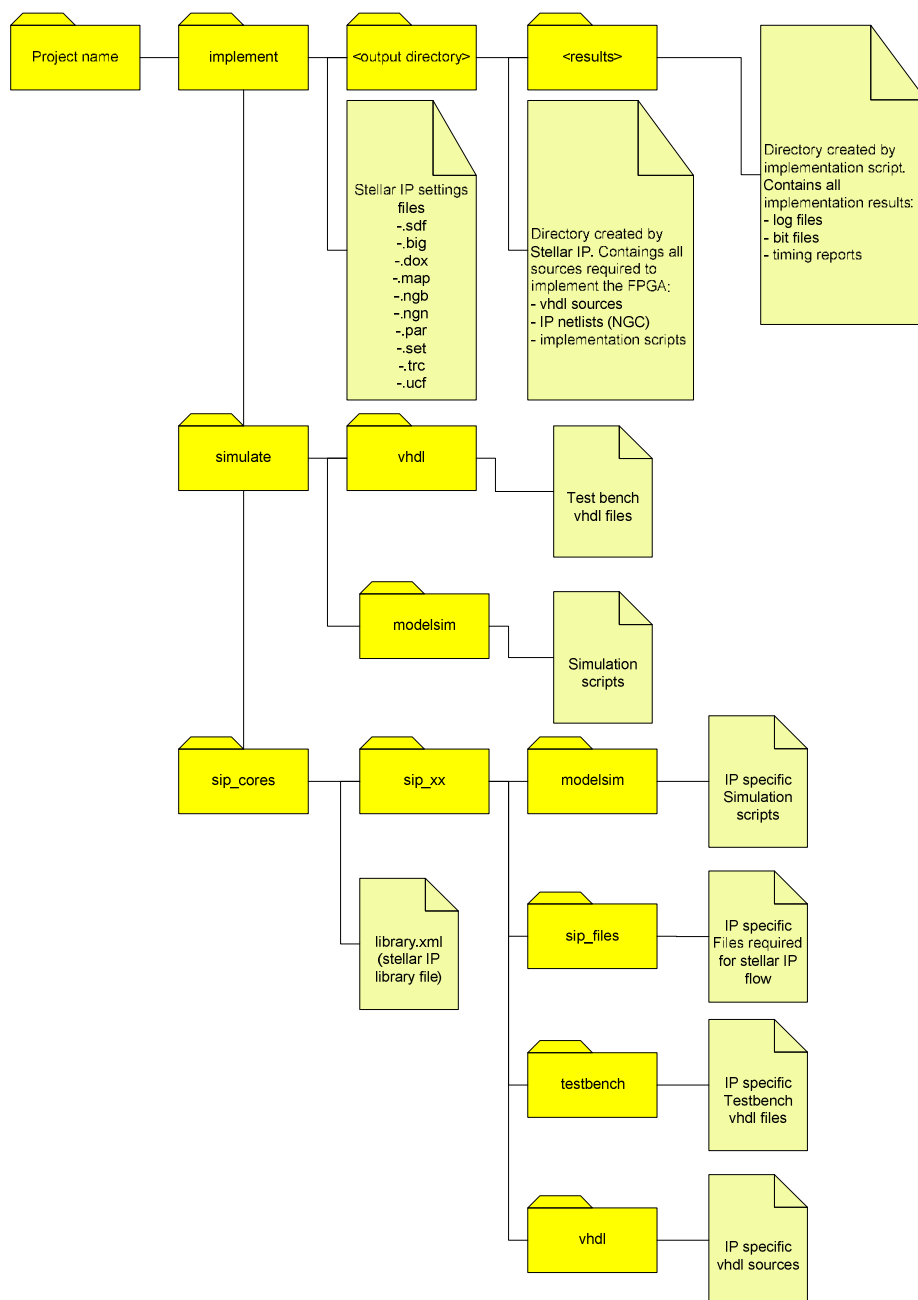 Project name
implement
<output directory>
<results>
Stellar IP settings
files
-.sdf
-.big
-.dox
-.map
-.ngb
-.ngn
-.par
-.set
-.trc
-.ucf
Directory created by
Stellar IP. Contaings all
sources required to
implement the FPGA:
- vhdl sources
- IP netlists (NGC)
- implementation scripts
Directory created by
implementation script.
Contains all
implementation results:
- log files
- bit files
- timing reports
simulate
vhdl
Test bench
vhdl files
modelsim
Simulation
scripts
sip_cores
sip_xx
modelsim
IP specific
Simulation
scripts
library.xml
(stellar IP
library file)
sip_files
IP specific
Files required
for stellar IP
flow
testbench
IP specific
Testbench
vhdl files
vhdl
IP specific
vhdl sources